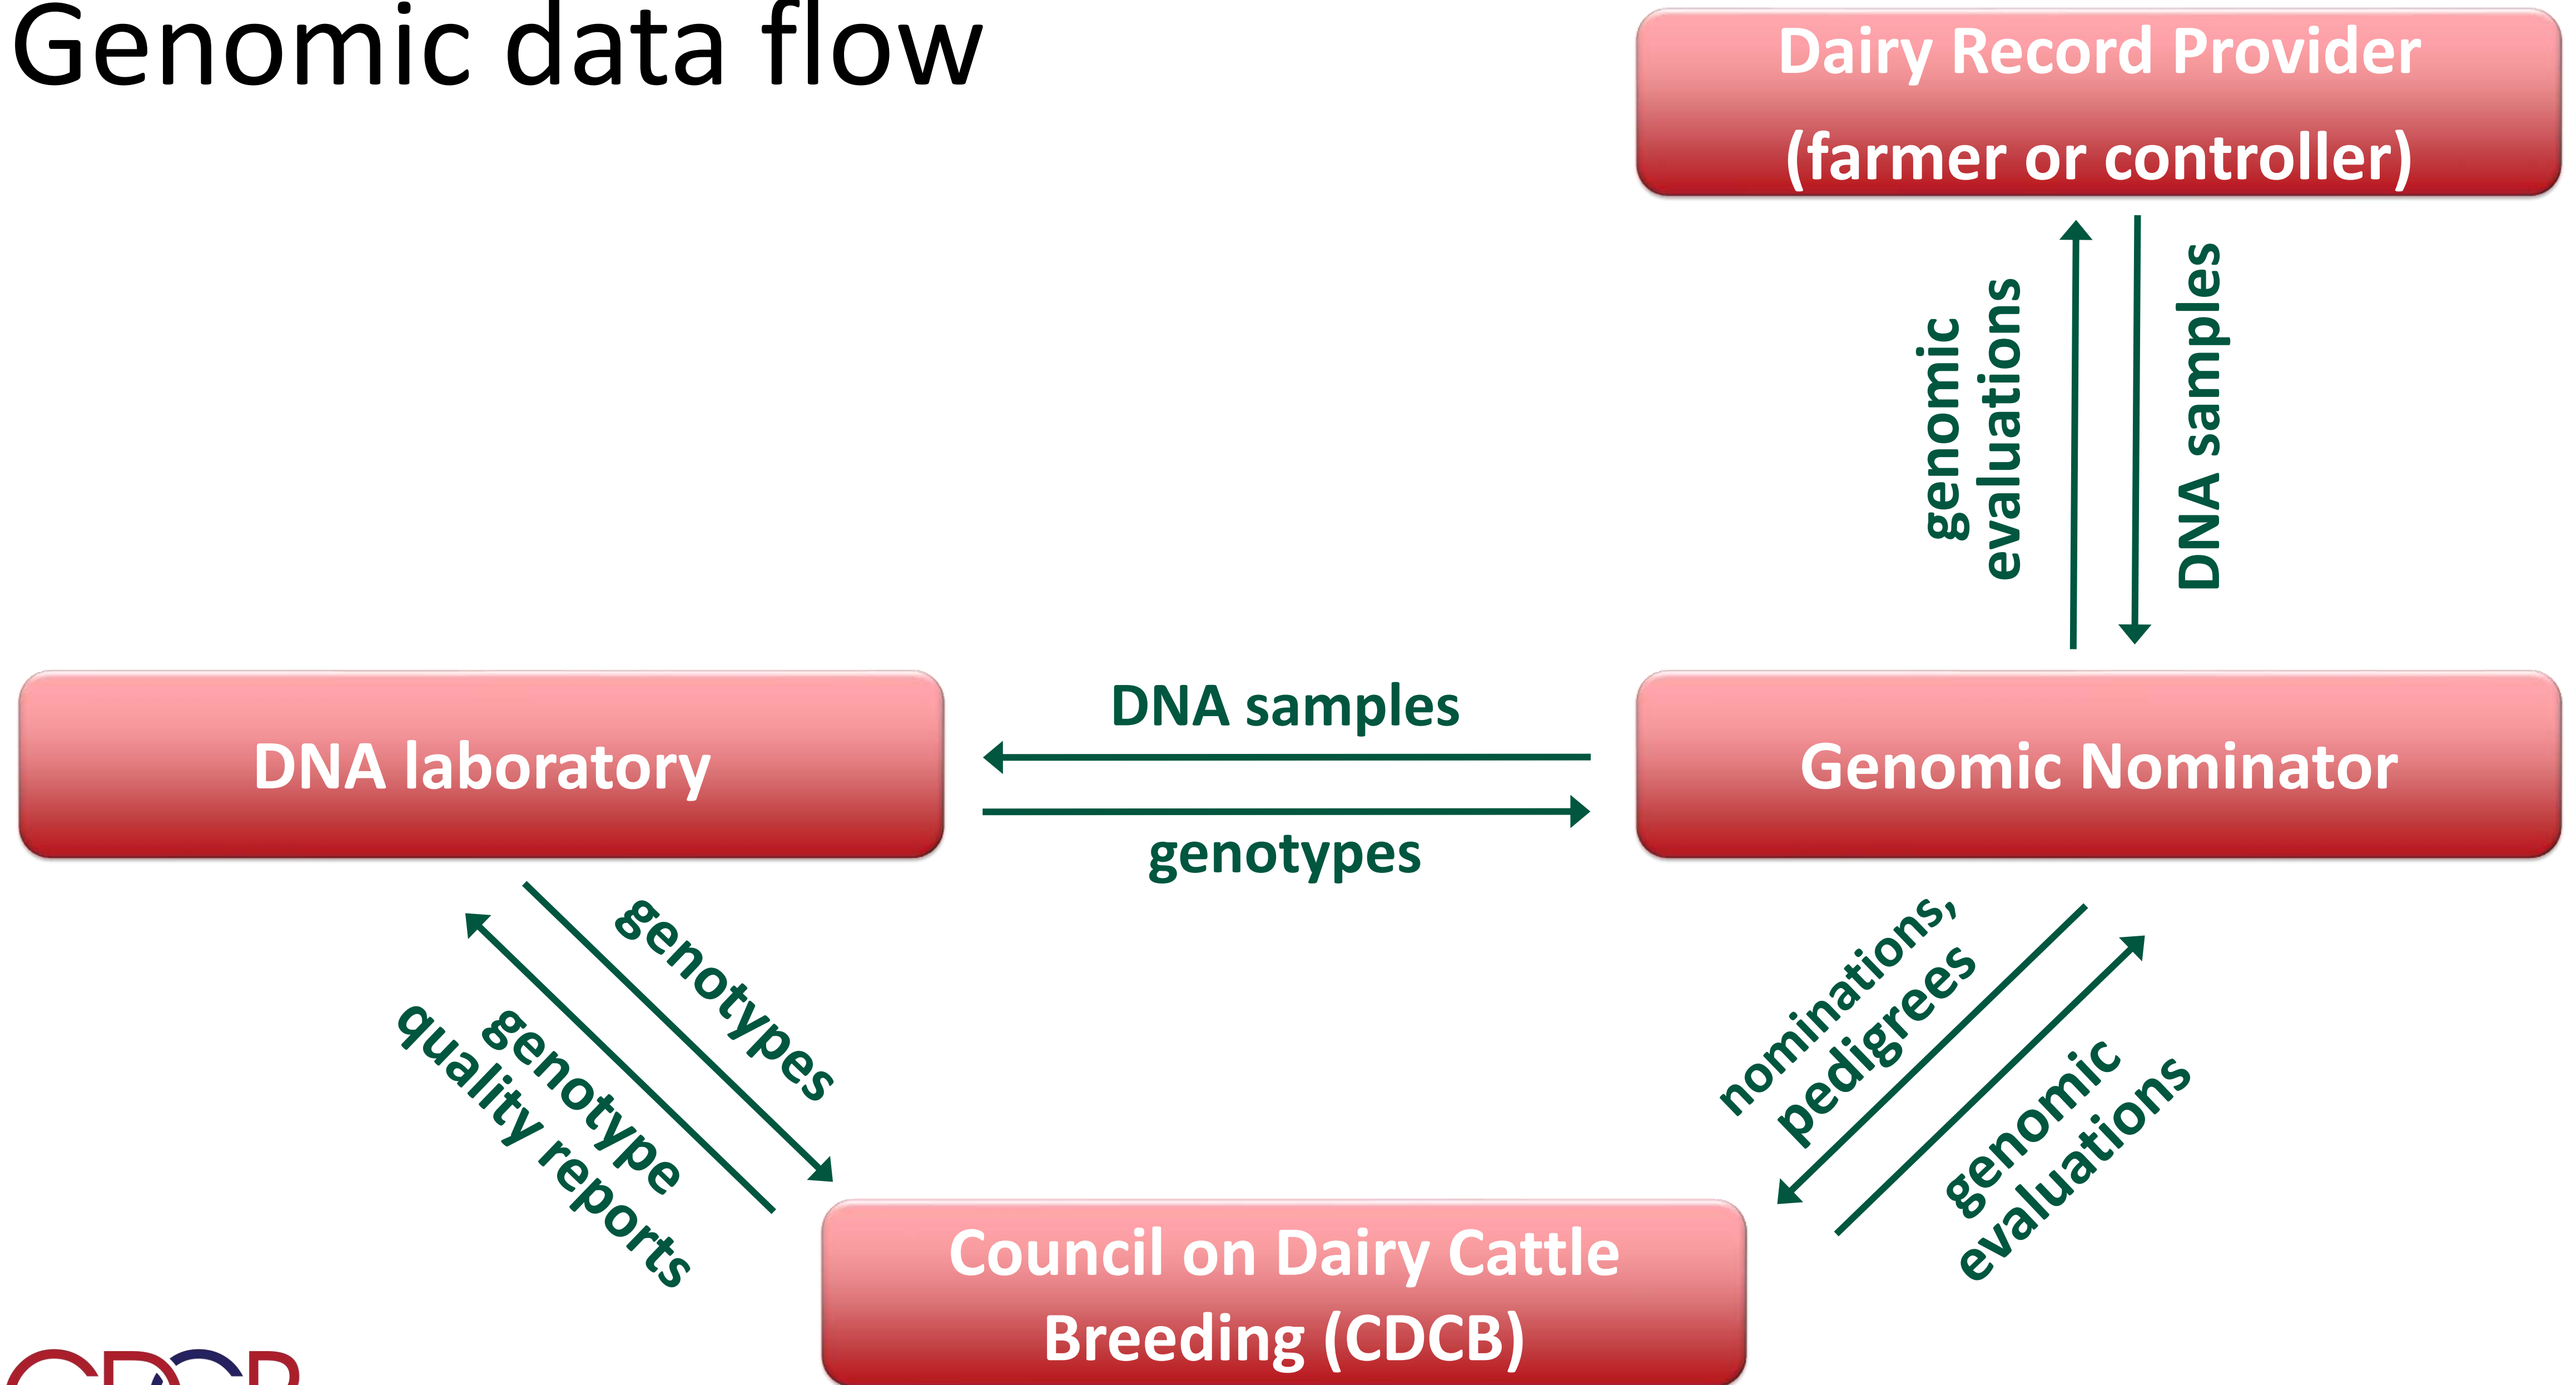 Genomic data flow
Dairy Record Provider
(farmer or controller)
genomic
evaluations
DNA samples
DNA laboratory
DNA samples
genotypes
Genomic Nominator
genotypes
genotype
quality reports
nominations,
pedigrees
genomic
evaluations
Council on Dairy Cattle
Breeding (CDCB)
CDCB